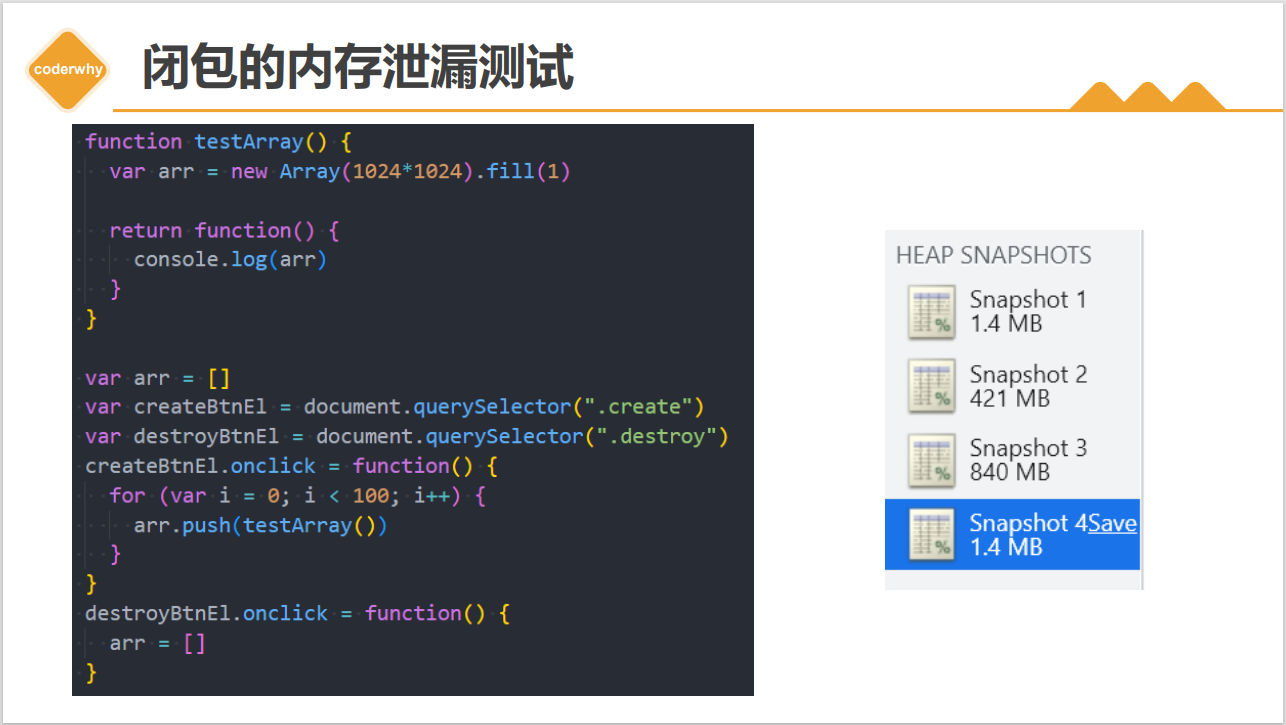 coderwhy
闭包的内存泄漏测试
function testArray() {
  var arr = new Array(1024*1024).fill(1)

  return function() {
    console.log(arr)
  }
}

var arr = []
var createBtnEl = document.querySelector(".create")
var destroyBtnEl = document.querySelector(".destroy")
createBtnEl.onclick = function() {
  for (var i = 0; i < 100; i++) {
    arr.push(testArray())
  }
}
destroyBtnEl.onclick = function() {
  arr = []
}
HEAP SNAPSHOTS
Snapshot 1
1.4 MB
Snapshot 2
421 MB
Snapshot 3
840 MB
Snapshot 4Save
1.4 MB